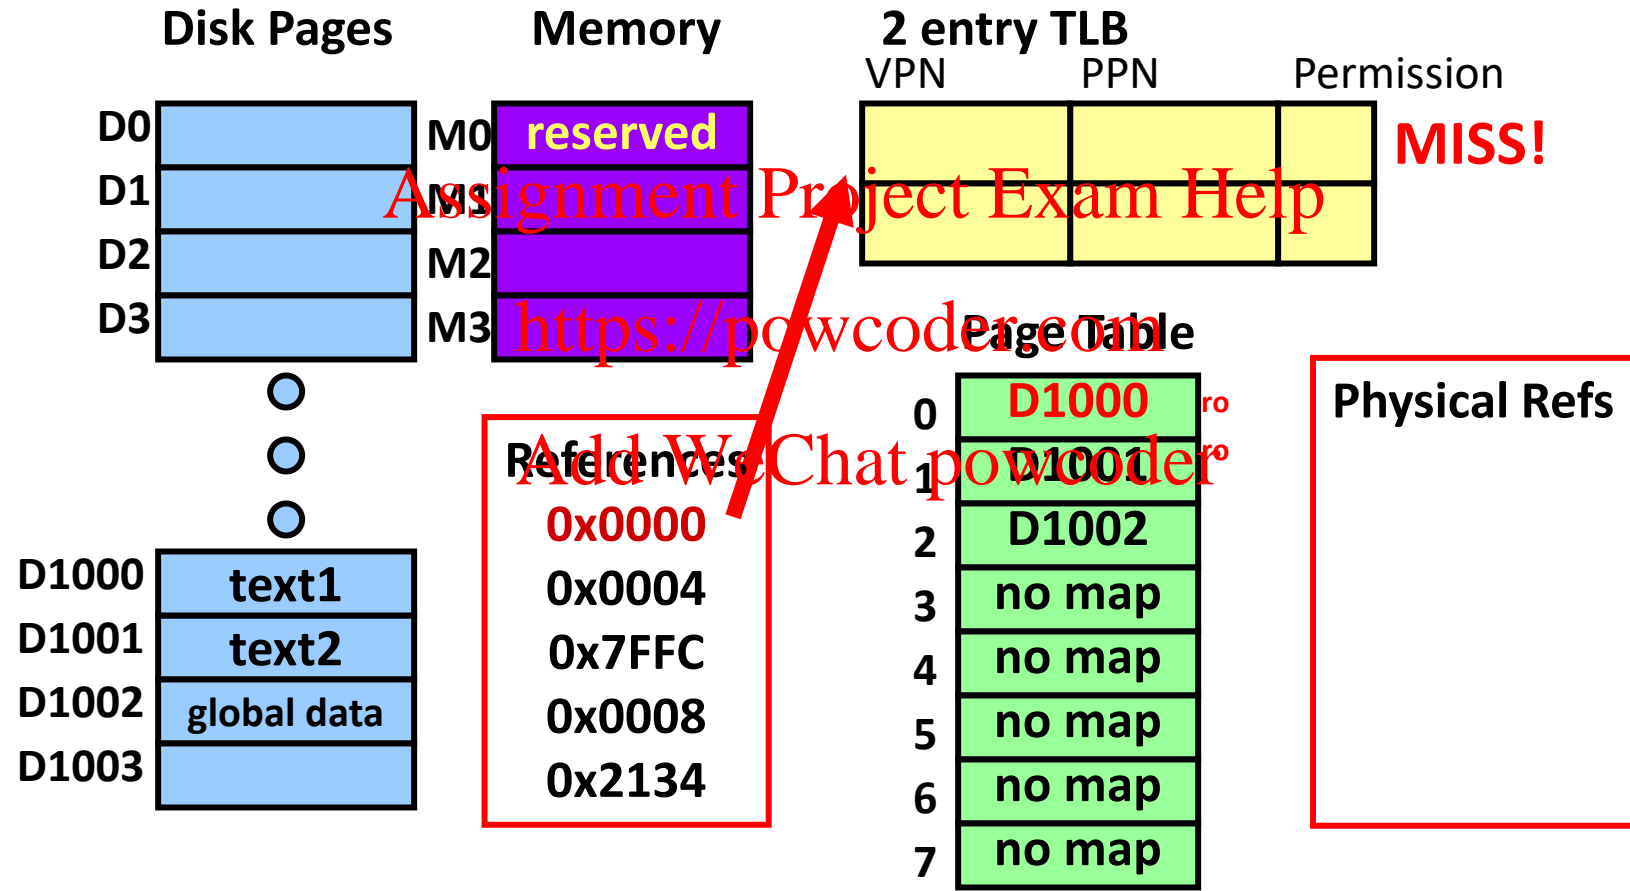 Disk Pages
Memory
2 entry TLB
VPN
PPN
Permission
D0
D1
D2
D3
M0
reserved
M1
M2
M3
MISS!
Assignment Project Exam Help
https://powcoder.com
Add WeChat powcoder
D1000
text1
D1001
text2
D1002
global data
D1003
References
0x0000
0x0004
0x7FFC
0x0008
0x2134
Page Table
0
D1000
ro
1
D1001
ro
2
D1002
3
no map
4
no map
5
no map
6
no map
7
no map
Physical Refs